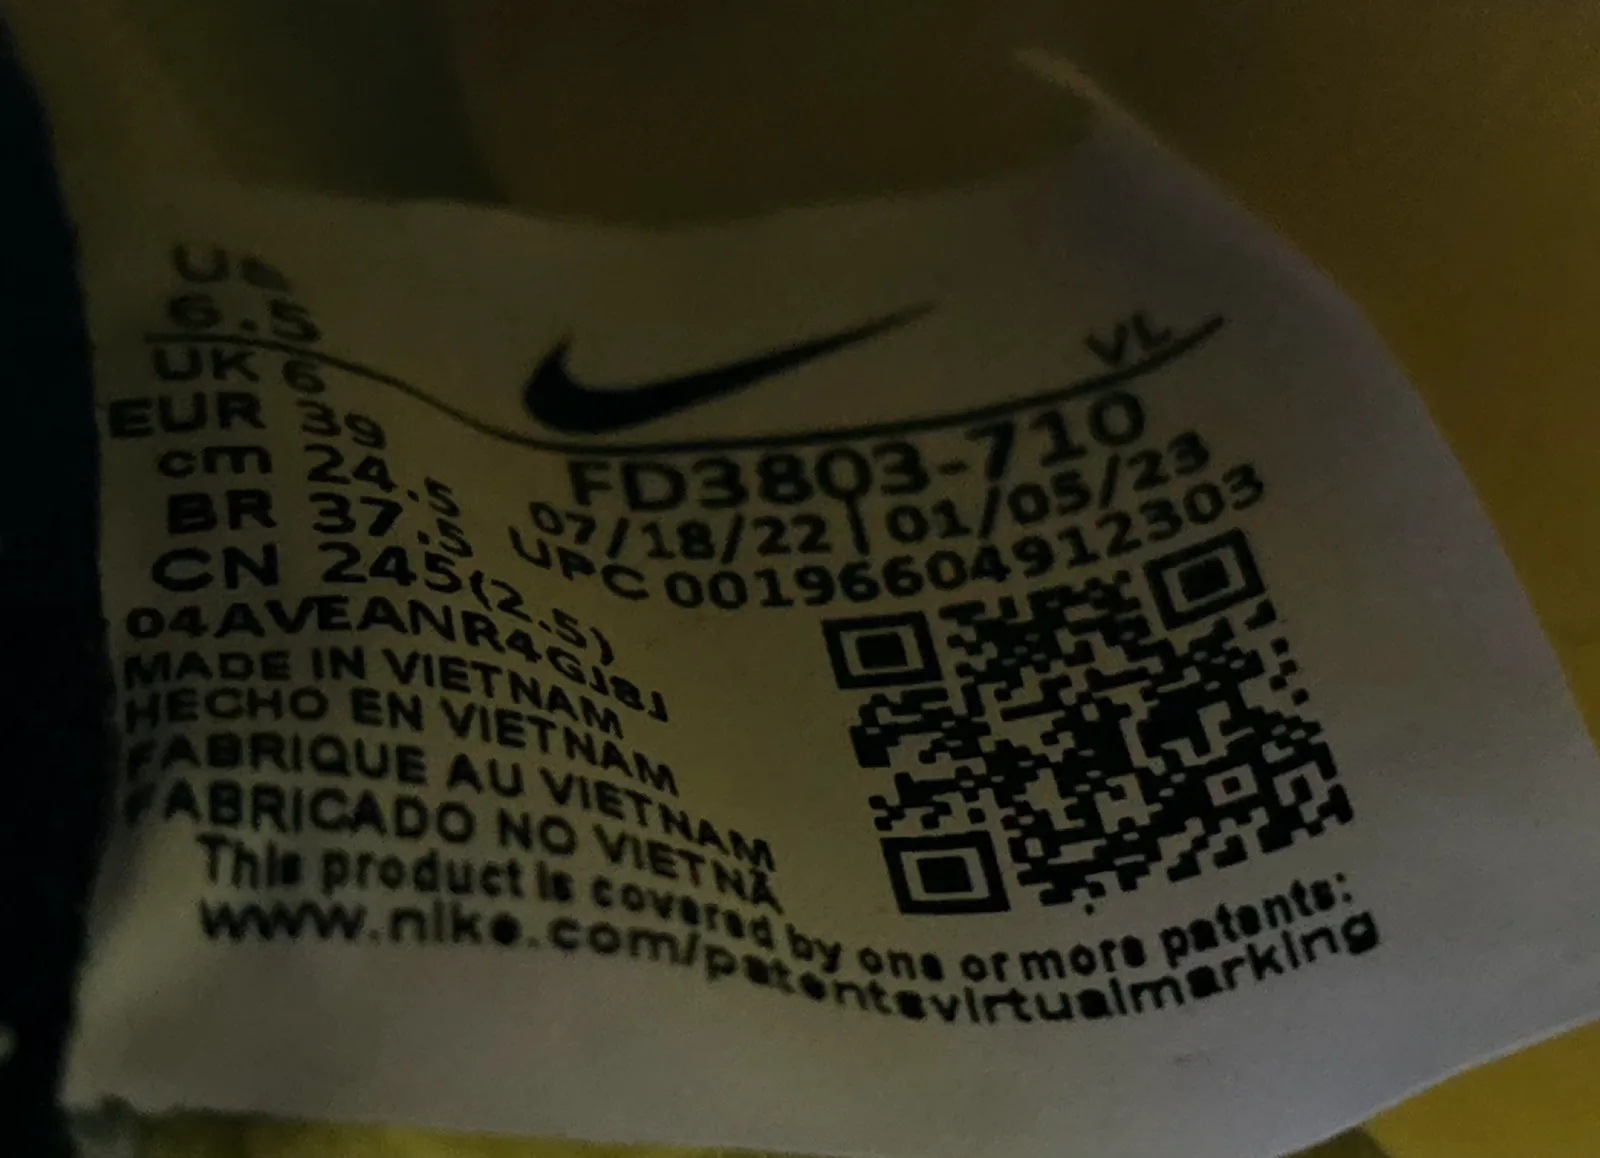 US
6.5
UK 6
EUR 39
cm 24.5
BR 37.5
CN 245(2.5)
04AVEANR4GJ8J
MADE IN VIETNAM
HECHO EN VIETNAM
FABRIQUE AU VIETNAM
FABRICADO NO VIETNÃ
VL
FD3803-710
07/18/22 | 01/05/23
UPC 00196604912303
This product is covered by one or more patents:
www.nike.com/patentsvirtualmarking